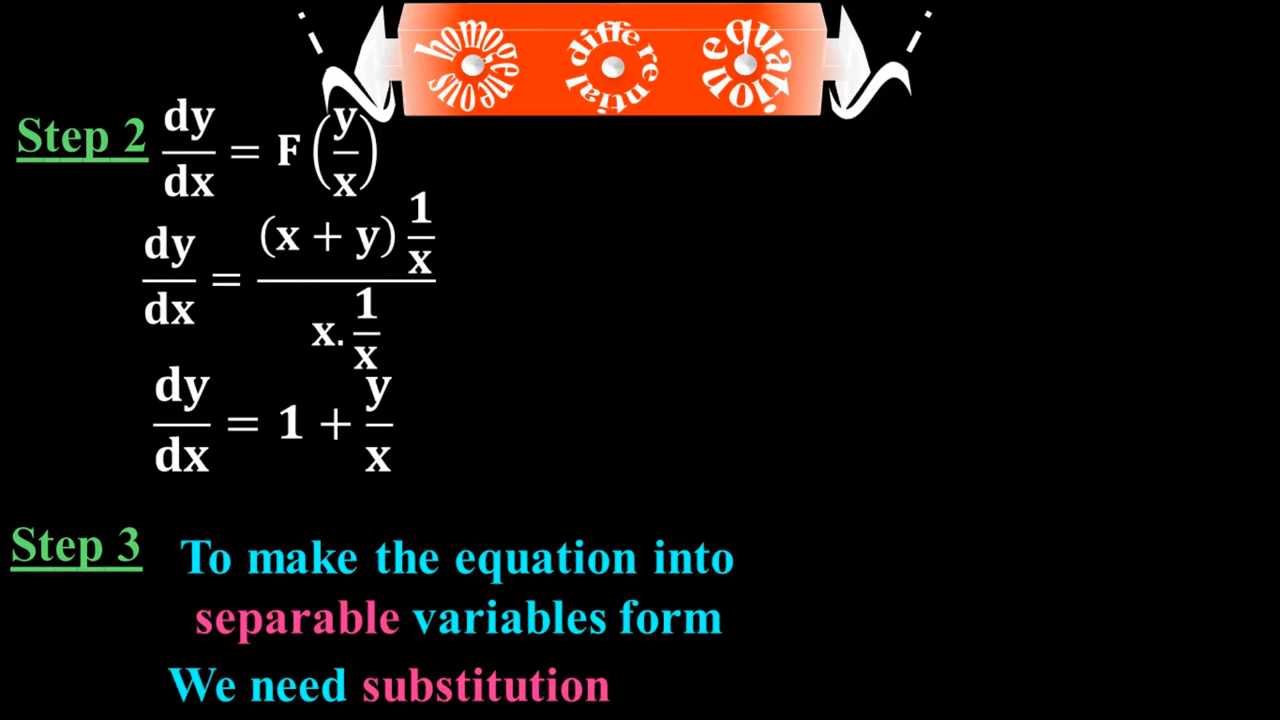 homogeneous differential equation
Step 2 dy/dx = F(y/x)
dy/dx = (x + y) 1/x / x. 1/x
dy/dx = 1 + y/x
Step 3 To make the equation into
separable variables form
We need substitution